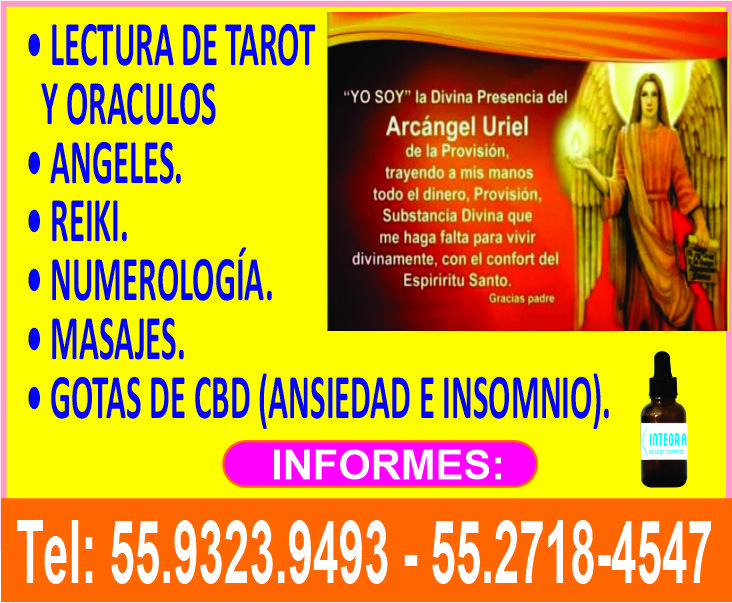 • LECTURA DE TAROT
Y ORACULOS
• ANGELES.
• REIKI.
• NUMEROLOGÍA.
• MASAJES.
• GOTAS DE CBD (ANSIEDAD E INSOMNIO).
“YO SOY” la Divina Presencia del
Arcángel Uriel
de la Provisión,
trayendo a mis manos
todo el dinero, Provisión,
Substancia Divina que
me haga falta para vivir
divinamente, con el confort del
Espiriritu Santo.
Gracias padre
INTEGRA
INFORMES:
Tel: 55.9323.9493 - 55.2718-4547